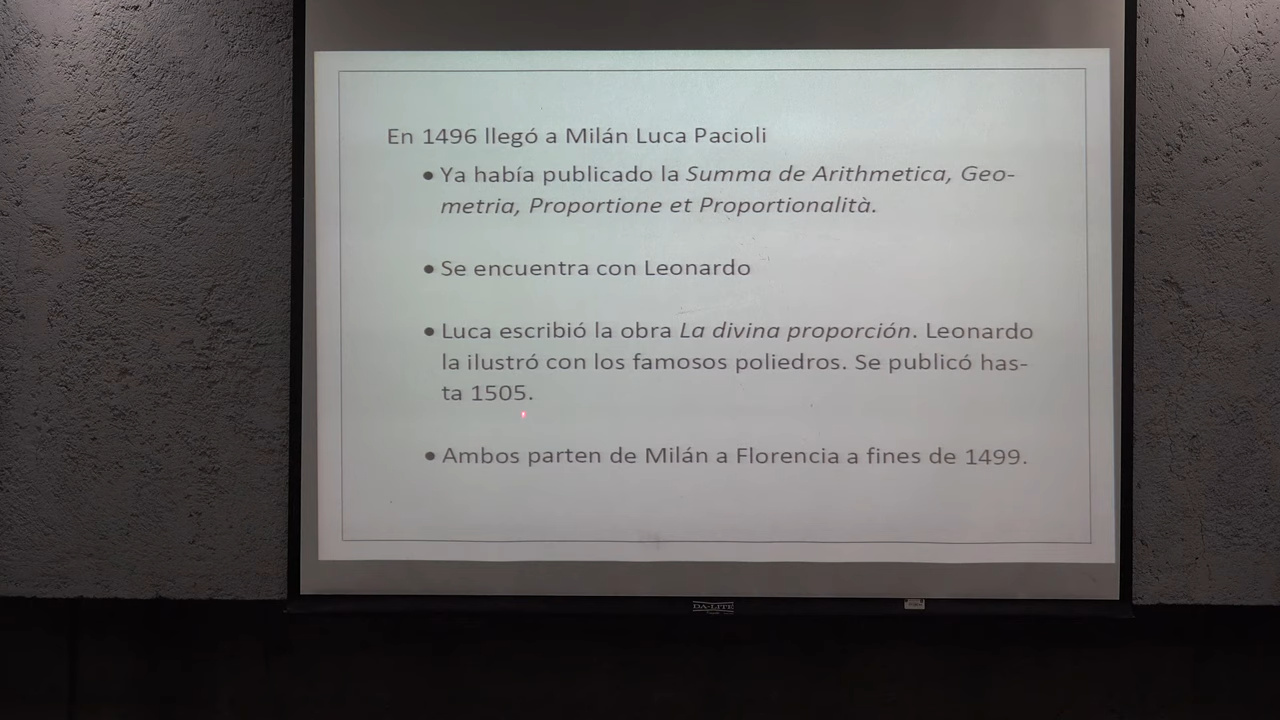 En 1496 llegó a Milán Luca Pacioli
• Ya había publicado la Summa de Arithmetica, Geo-
metria, Proportione et Proportionalità.
• Se encuentra con Leonardo
• Luca escribió la obra La divina proporción. Leonardo
la ilustró con los famosos poliedros. Se publicó has-
ta 1505.
• Ambos parten de Milán a Florencia a fines de 1499.
DA-LITE